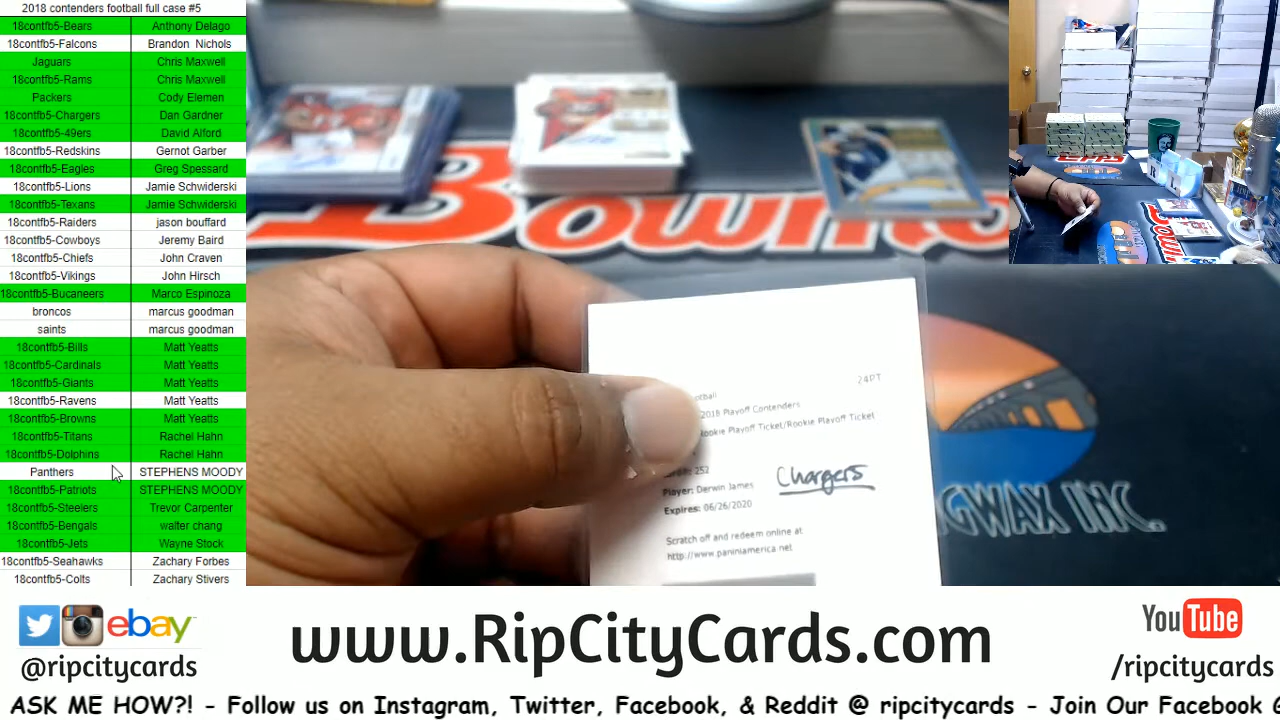 2018 contenders football full case #5
18contfb5-Bears Anthony Delago
18contfb5-Falcons Brandon Nichols
Jaguars Chris Maxwell
18contfb5-Rams Chris Maxwell
Packers Cody Elemen
18contfb5-Chargers Dan Gardner
18contfb5-49ers David Alford
18contfb5-Redskins Gernot Garber
18contfb5-Eagles Greg Spessard
18contfb5-Lions Jamie Schwiderski
18contfb5-Texans Jamie Schwiderski
18contfb5-Raiders jason bouffard
18contfb5-Cowboys Jeremy Baird
18contfb5-Chiefs John Craven
18contfb5-Vikings John Hirsch
18contfb5-Bucaneers Marco Espinoza
broncos marcus goodman
saints marcus goodman
18contfb5-Bills Matt Yeatts
18contfb5-Cardinals Matt Yeatts
18contfb5-Giants Matt Yeatts
18contfb5-Ravens Matt Yeatts
18contfb5-Browns Matt Yeatts
18contfb5-Titans Rachel Hahn
18contfb5-Dolphins Rachel Hahn
Panthers STEPHENS MOODY
18contfb5-Patriots STEPHENS MOODY
18contfb5-Steelers Trevor Carpenter
18contfb5-Bengals walter chang
18contfb5-Jets Wayne Stock
18contfb5-Seahawks Zachary Forbes
18contfb5-Colts Zachary Stivers
24PT
2018 Playoff Contenders
Rookie Playoff Ticket/Rookie Playoff Ticket
252
Player: Derwin James
Chargers
Expires: 06/26/2020
Scratch off and redeem online at
http://www.paniniamerica.net
GWAX INC.
ebay
@ripcitycards
www.RipCityCards.com
YouTube
/ripcitycards
ASK ME HOW?! - Follow us on Instagram, Twitter, Facebook, & Reddit @ ripcitycards - Join Our Facebook